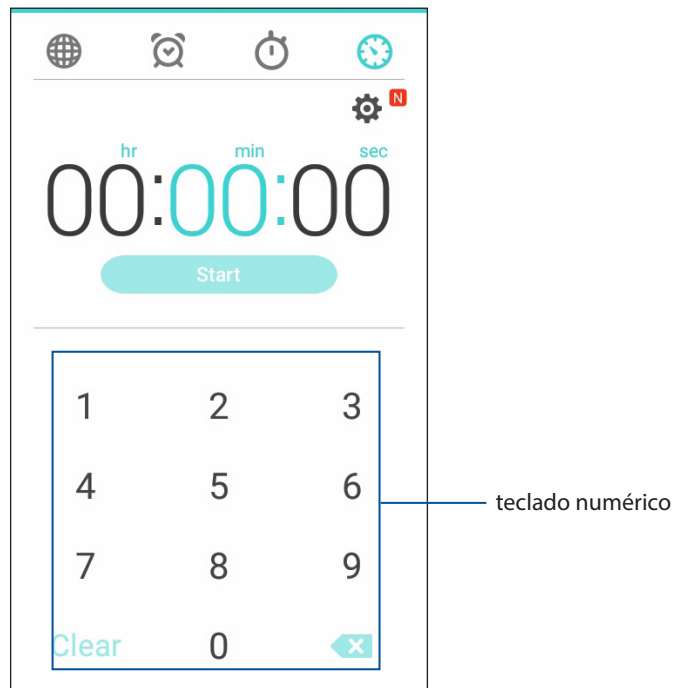 N
hr min sec
00:00:00
Start
1 2 3
4 5 6
teclado numérico
7 8 9
Clear 0